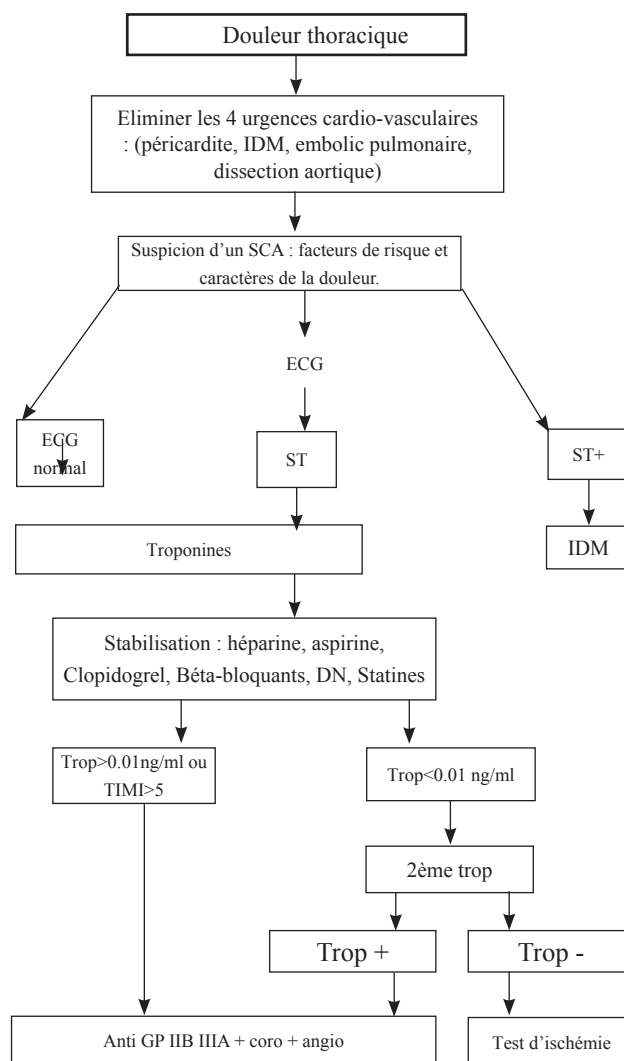 Douleur thoracique
Eliminer les 4 urgences cardio-vasculaires
: (péricardite, IDM, embolic pulmonaire,
dissection aortique)
Suspicion d’un SCA : facteurs de risque et
caractères de la douleur.
ECG
ECG
normal
ST
ST+
Troponines
IDM
Stabilisation : héparine, aspirine,
Clopidogrel, Béta-bloquants, DN, Statines
Trop>0.01ng/ml ou
TIMI>5
Trop<0.01 ng/ml
2ème trop
Trop +
Trop -
Anti GP IIB IIIA + coro + angio
Test d’ischémie